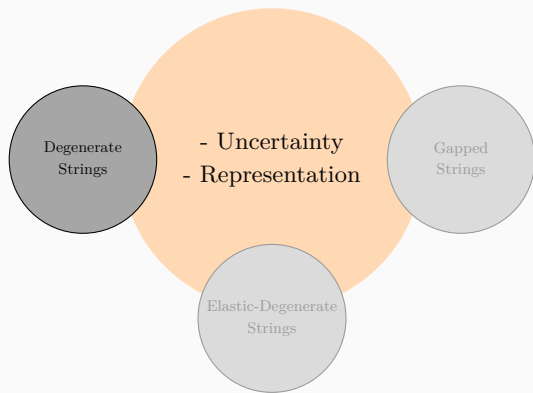 Degenerate
Strings
- Uncertainty
- Representation
Gapped
Strings
Elastic-Degenerate
Strings